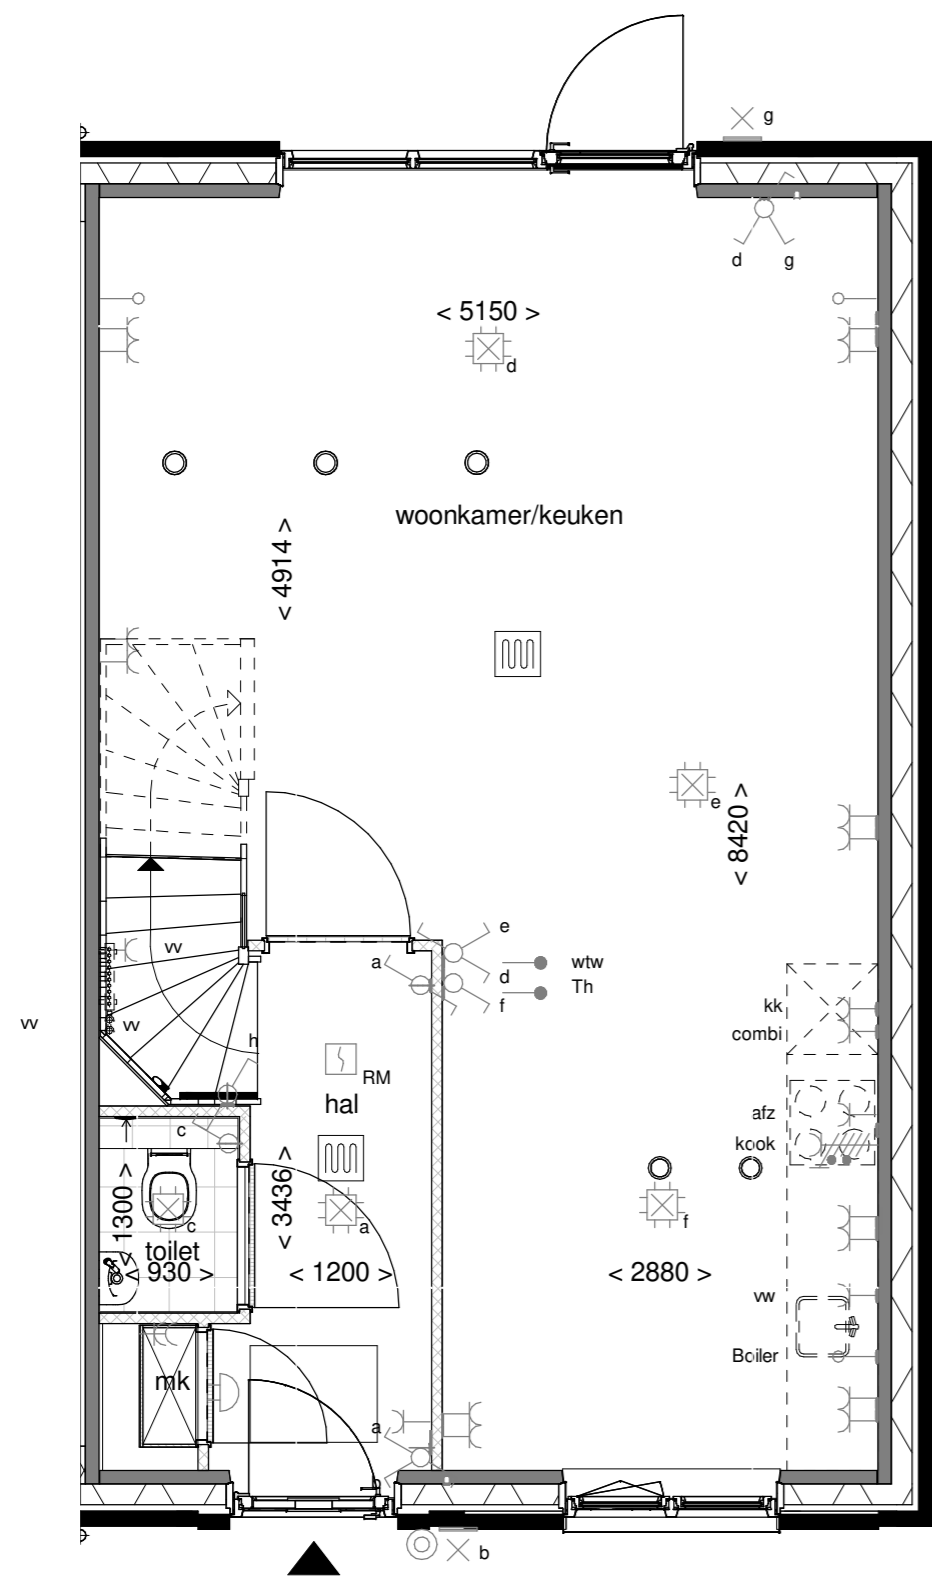 g
d
g
< 5150 >
d
woonkamer/keuken
< 4914 >
e
< 8420 >
e
a
d
f
wtw
Th
vv
vv
vv
h
kk
combi
RM
hal
afz
kook
c
< 1300 >
c
toilet
< 930 >
< 3436 >
a
< 1200 >
f
< 2880 >
vw
Boiler
mk
a
b